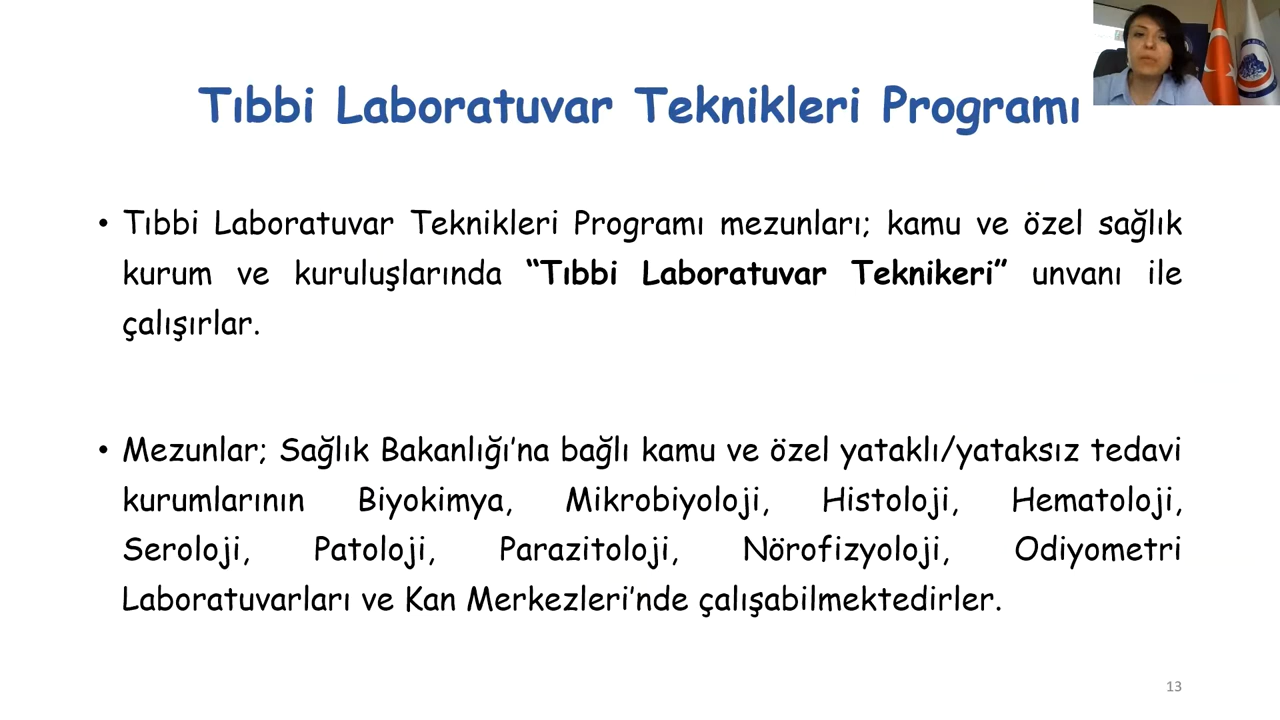 Tıbbi Laboratuvar Teknikleri Programı
• Tıbbi Laboratuvar Teknikleri Programı mezunları; kamu ve özel sağlık
kurum ve kuruluşlarında “Tıbbi Laboratuvar Teknikeri” unvanı ile
çalışırlar.
• Mezunlar; Sağlık Bakanlığı’na bağlı kamu ve özel yataklı/yataksız tedavi
kurumlarının Biyokimya, Mikrobiyoloji, Histoloji, Hematoloji,
Seroloji, Patoloji, Parazitoloji, Nörofizyoloji, Odiyometri
Laboratuvarları ve Kan Merkezleri’nde çalışabilmektedirler.
13